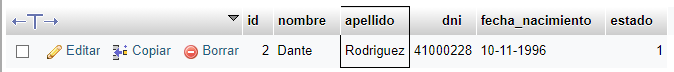 id nombre apellido dni fecha_nacimiento estado
Editar Copiar Borrar 2 Dante Rodriguez 41000228 10-11-1996 1